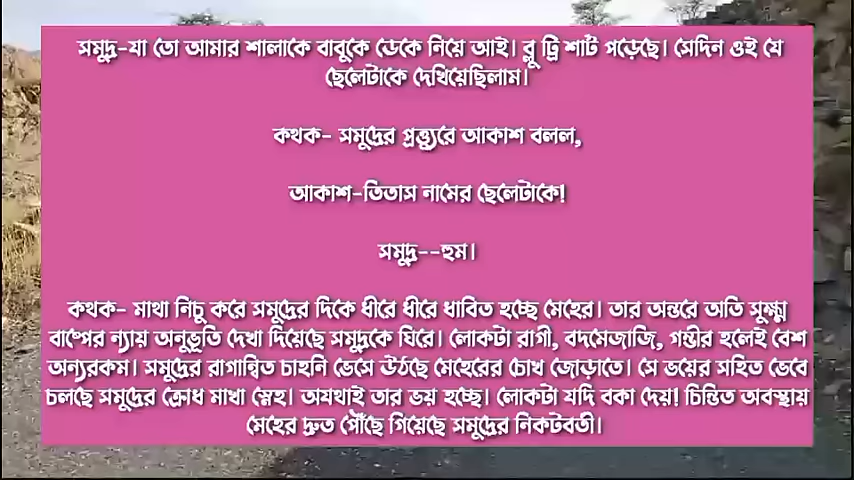 সমুদ্র-যা তো আমার শালাকে বাবুকে ডেকে নিয়ে আই। ব্লু ট্রি শার্ট পড়েছে। সেদিন ওই যে
ছেলেটাকে দেখিয়েছিলাম।
কথক- সমুদ্রের প্রত্ত্যুরে আকাশ বলল,
আকাশ-তিতাস নামের ছেলেটাকে!
সমুদ্র--হুম।
কথক- মাথা নিচু করে সমুদ্রের দিকে ধীরে ধীরে ধাবিত হচ্ছে মেহের। তার অন্তরে অতি সুক্ষ্ম
বাষ্পের ন্যায় অনুভূতি দেখা দিয়েছে সমুদ্রকে ঘিরে। লোকটা রাগী, বদমেজাজি, গম্ভীর হলেই বেশ
অন্যরকম। সমুদ্রের রাগান্বিত চাহনি ভেসে উঠছে মেহেরের চোখ জোড়াতে। সে ভয়ের সহিত ভেবে
চলছে সমুদ্রের ক্রোধ মাখা স্নেহ। অযথাই তার ভয় হচ্ছে। লোকটা যদি বকা দেয়! চিন্তিত অবস্থায়
মেহের দ্রুত পৌঁছে গিয়েছে সমুদ্রের নিকটবর্তী।